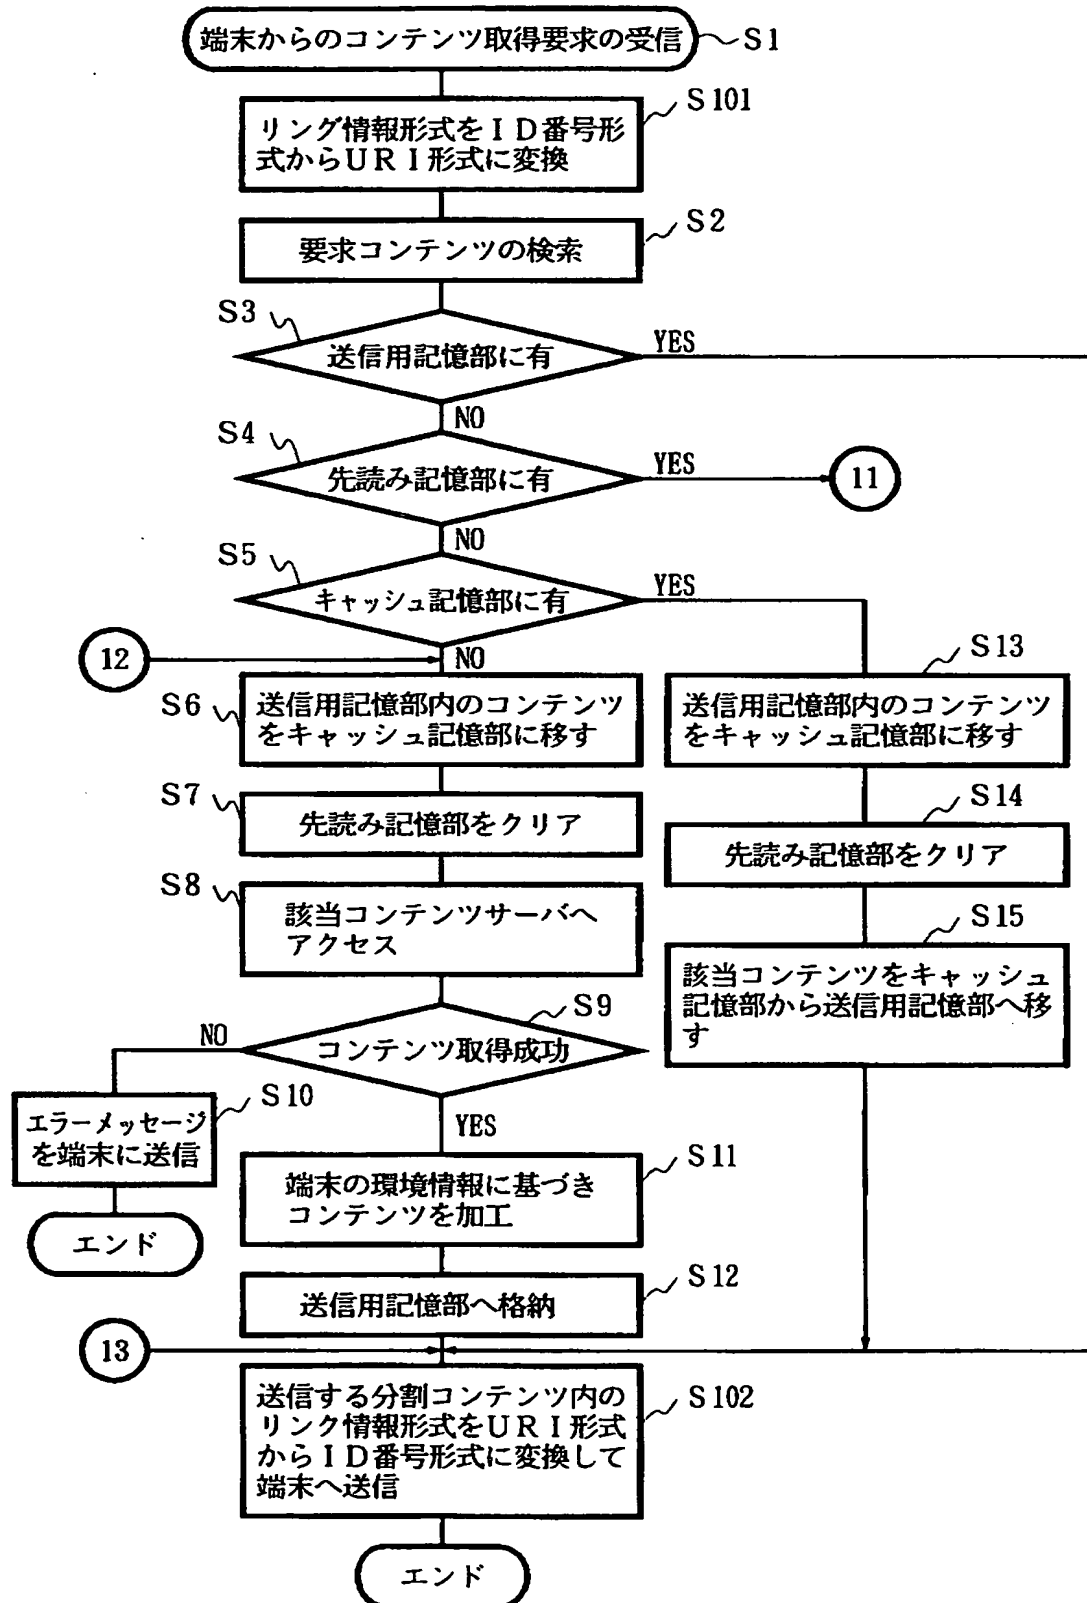 端末からのコンテンツ取得要求の受信
S1
S101
リング情報形式をＩＤ番号形
式からＵＲＩ形式に変換
S2
要求コンテンツの検索
S3
送信用記憶部に有
YES
NO
S4
先読み記憶部に有
YES
11
NO
S5
キャッシュ記憶部に有
YES
12
NO
S6
送信用記憶部内のコンテンツ
をキャッシュ記憶部に移す
S13
送信用記憶部内のコンテンツ
をキャッシュ記憶部に移す
S7
先読み記憶部をクリア
S14
先読み記憶部をクリア
S8
該当コンテンツサーバへ
アクセス
S15
該当コンテンツをキャッシュ
記憶部から送信用記憶部へ移
す
S9
コンテンツ取得成功
NO
YES
S10
エラーメッセージ
を端末に送信
エンド
S11
端末の環境情報に基づき
コンテンツを加工
S12
送信用記憶部へ格納
13
S102
送信する分割コンテンツ内の
リンク情報形式をＵＲＩ形式
からＩＤ番号形式に変換して
端末へ送信
エンド